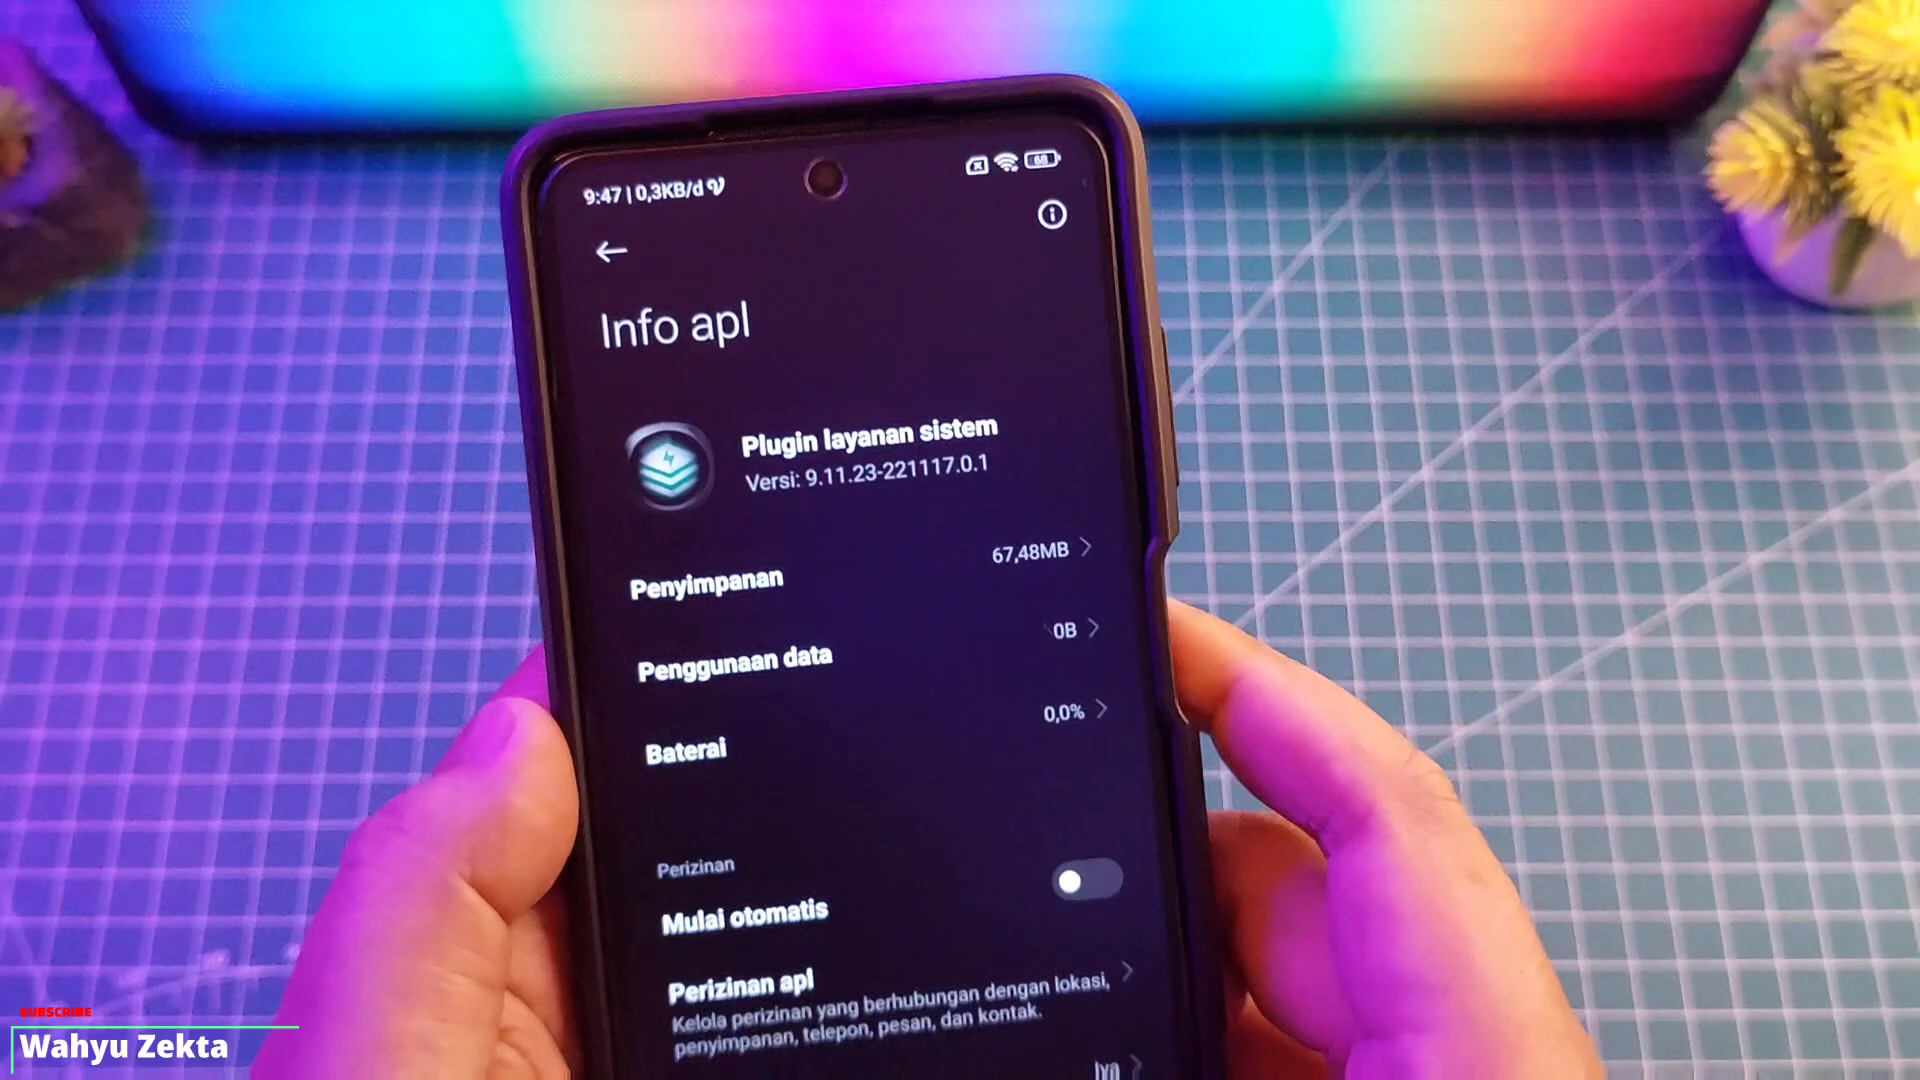 9:47 | 0,3KB/d
68
Info apl
Plugin layanan sistem
Versi: 9.11.23-221117.0.1
Penyimpanan
67,48MB
Penggunaan data
0B
Baterai
0,0%
Perizinan
Mulai otomatis
Perizinan apl
Kelola perizinan yang berhubungan dengan lokasi,
penyimpanan, telepon, pesan, dan kontak.
Iya
SUBSCRIBE
Wahyu Zekta